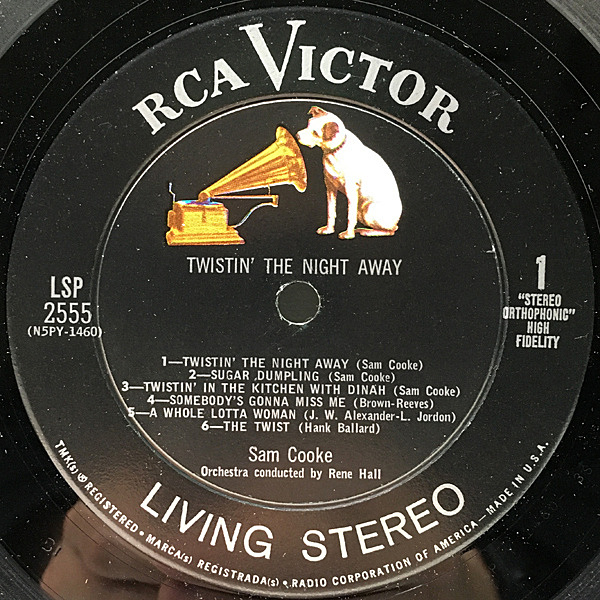 RCA VICTOR
TWISTIN' THE NIGHT AWAY
LSP
2555
(N5PY-1460)
1
"STEREO
ORTHOPHONIC"
HIGH
FIDELITY
1—TWISTIN' THE NIGHT AWAY (Sam Cooke)
2—SUGAR DUMPLING (Sam Cooke)
3—TWISTIN' IN THE KITCHEN WITH DINAH (Sam Cooke)
4—SOMEBODY'S GONNA MISS ME (Brown-Reeves)
5—A WHOLE LOTTA WOMAN (J. W. Alexander-L. Jordon)
6—THE TWIST (Hank Ballard)
Sam Cooke
Orchestra conducted by Rene Hall
LIVING STEREO
TMK(s) ® REGISTERED • MARCA(s) REGISTRADA(s) • RADIO CORPORATION OF AMERICA—MADE IN U.S.A.